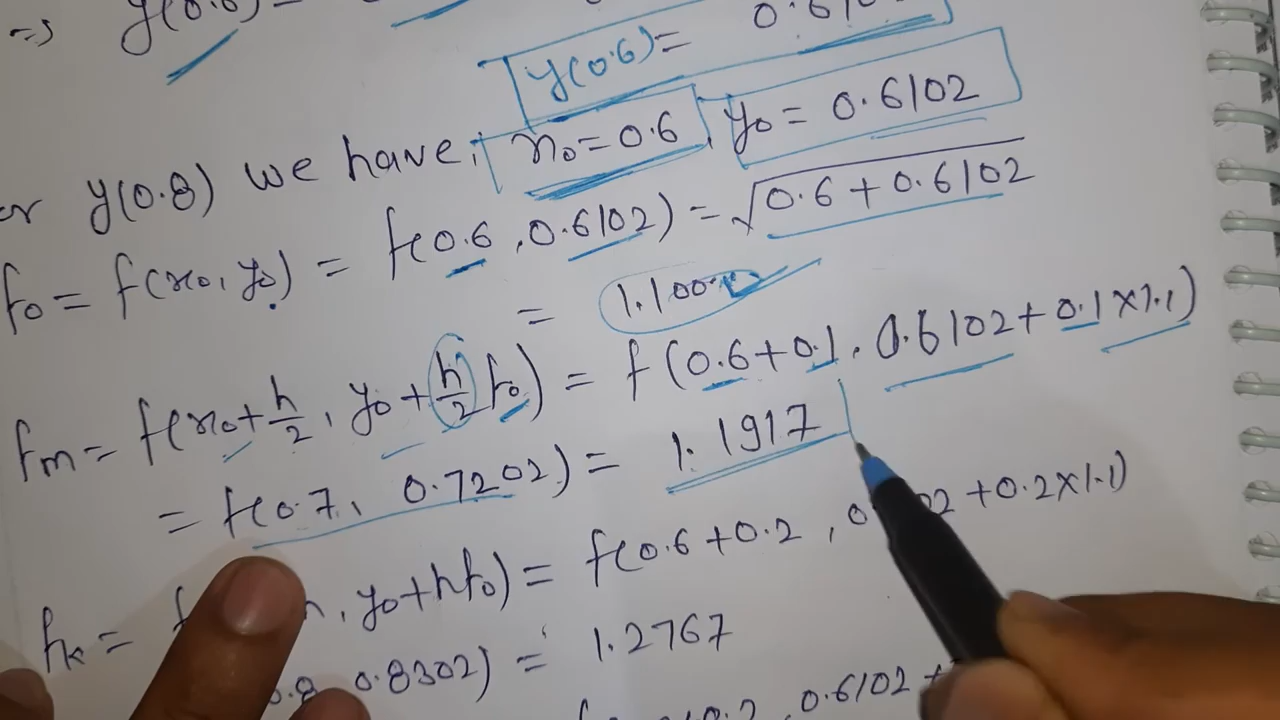 => y(0.6) =
y(0.6) = 0.6102
y(0.8) we have, x₀ = 0.6, y₀ = 0.6102
f₀ = f(x₀, y₀) = f(0.6, 0.6102) = √(0.6 + 0.6102)
= 1.100
fm = f(x₀ + h/2, y₀ + h/2 f₀) = f(0.6 + 0.1, 0.6102 + 0.1×1.1)
= f(0.7, 0.7202) = 1.1917
y₀ + hf₀) = f(0.6 + 0.2, 02 + 0.2×1.1)
0.8302) = 1.2767
0.2, 0.6102 +